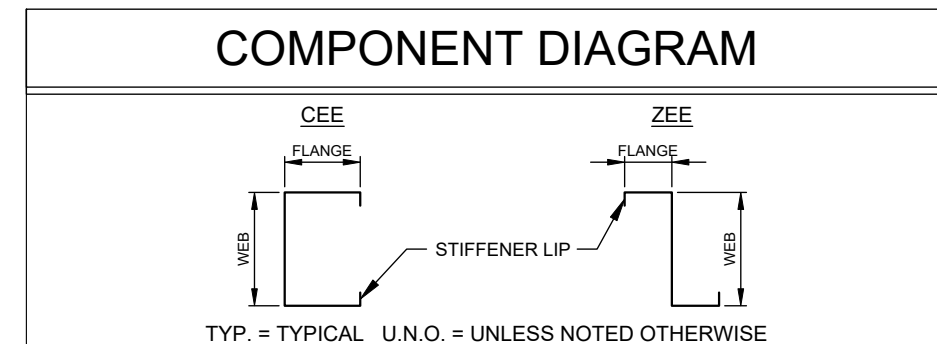 COMPONENT DIAGRAM
CEE
ZEE
FLANGE
FLANGE
WEB
WEB
STIFFENER LIP
TYP. = TYPICAL U.N.O. = UNLESS NOTED OTHERWISE